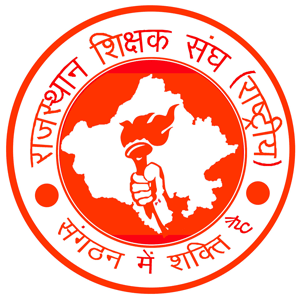 राजस्थान शिक्षक संघ (राष्ट्रीय)
संगठन में शक्ति है